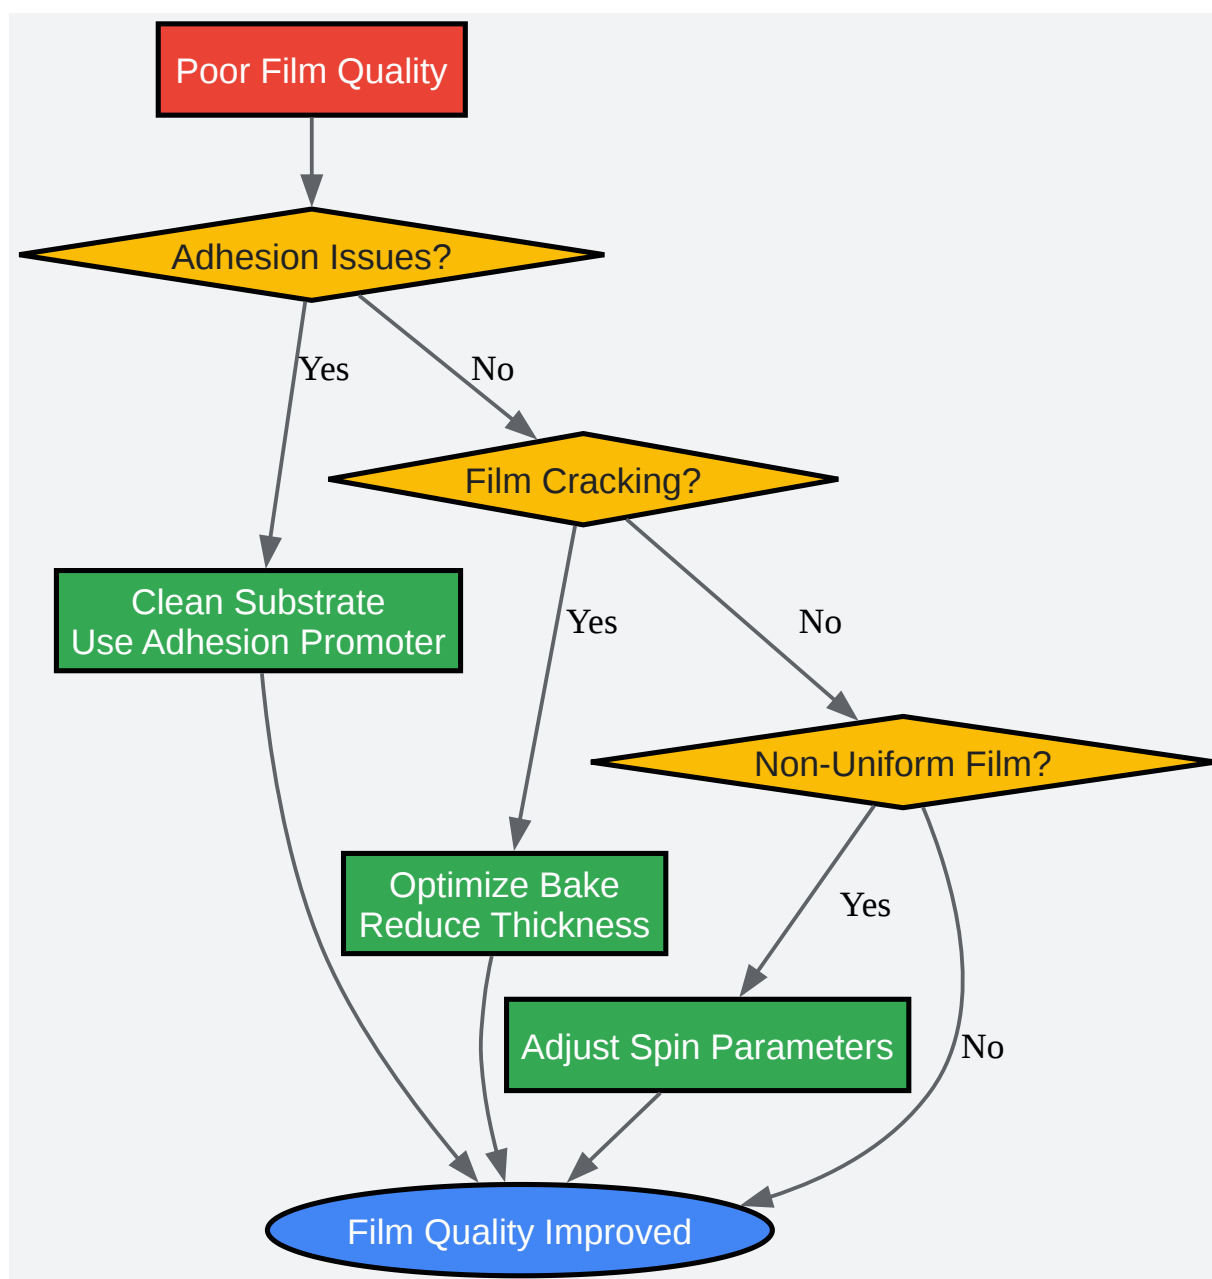 Poor Film Quality
Adhesion Issues?
Yes
No
Film Cracking?
Clean Substrate
Use Adhesion Promoter
Yes
No
Non-Uniform Film?
Optimize Bake
Reduce Thickness
Yes
Adjust Spin Parameters
No
Film Quality Improved